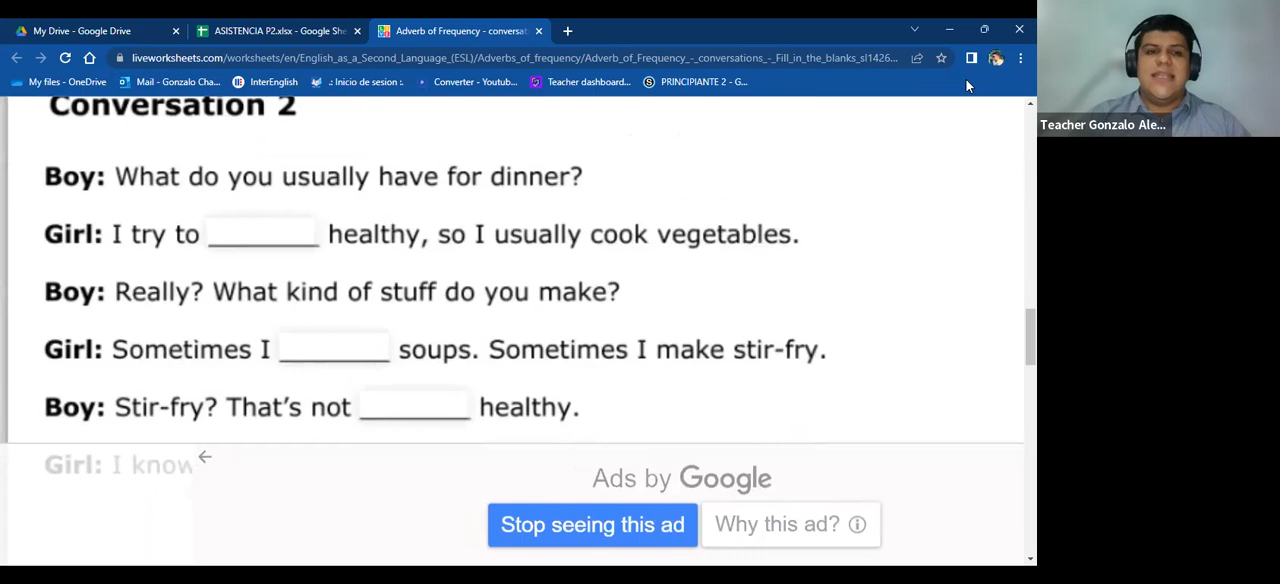 My Drive - Google Drive
ASISTENCIA P2.xlsx - Google She
Adverb of Frequency - conversat
liveworksheets.com/worksheets/en/English_as_a_Second_Language_(ESL)/Adverbs_of_frequency/Adverb_of_Frequency_-_conversations_-_Fill_in_the_blanks_sl1426...
My files - OneDrive
Mail - Gonzalo Cha...
InterEnglish
.: Inicio de sesion :.
Converter - Youtub...
Teacher dashboard...
PRINCIPIANTE 2 - G...
Teacher Gonzalo Ale...
Conversation 2
Boy: What do you usually have for dinner?
Girl: I try to ________ healthy, so I usually cook vegetables.
Boy: Really? What kind of stuff do you make?
Girl: Sometimes I ________ soups. Sometimes I make stir-fry.
Boy: Stir-fry? That's not ________ healthy.
Girl: I know
Ads by Google
Stop seeing this ad
Why this ad?